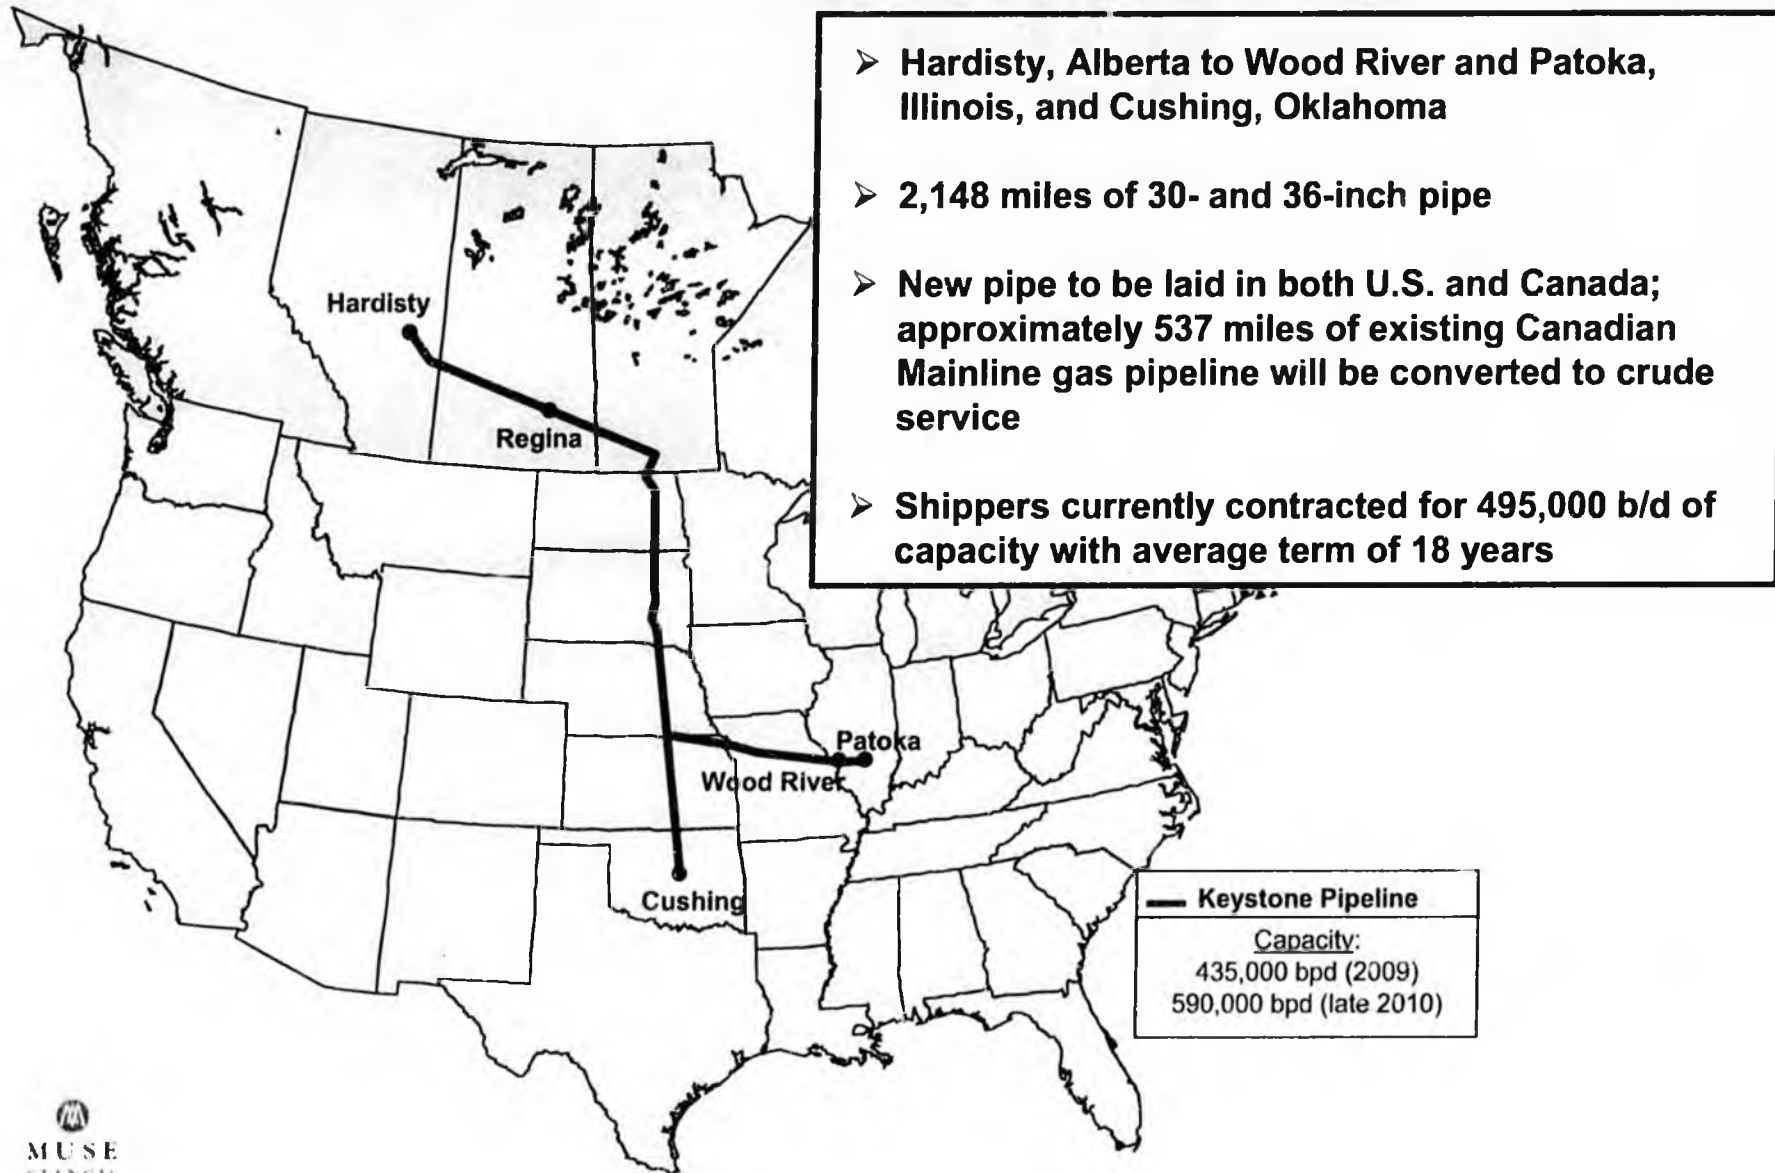 ➢ Hardisty, Alberta to Wood River and Patoka,
Illinois, and Cushing, Oklahoma
➢ 2,148 miles of 30- and 36-inch pipe
➢ New pipe to be laid in both U.S. and Canada;
approximately 537 miles of existing Canadian
Mainline gas pipeline will be converted to crude
service
➢ Shippers currently contracted for 495,000 b/d of
capacity with average term of 18 years
Hardisty
Regina
Patoka
Wood River
Cushing
Keystone Pipeline
Capacity:
435,000 bpd (2009)
590,000 bpd (late 2010)
MUSE